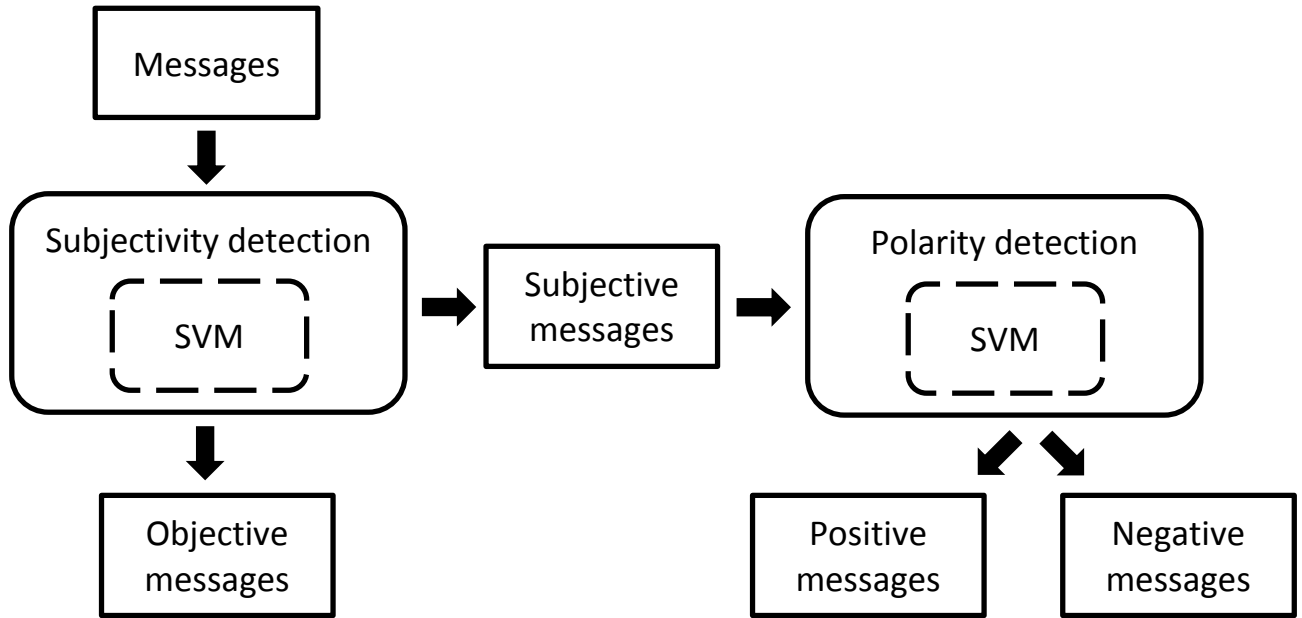 Messages
Subjectivity detection
SVM
Subjective
messages
Polarity detection
SVM
Objective
messages
Positive
messages
Negative
messages